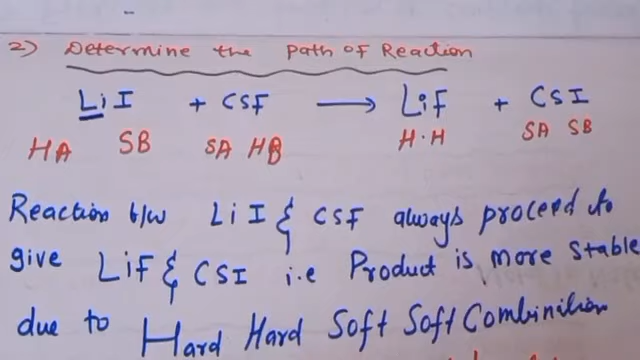 2) Determine the path of Reaction
LiI + CSF → LiF + CSI
HA SB SA HB H·H SA SB
Reaction b/w LiI & CSF always proceed to
give LiF & CSI i.e Product is more stable
due to Hard Hard Soft Soft Combinition